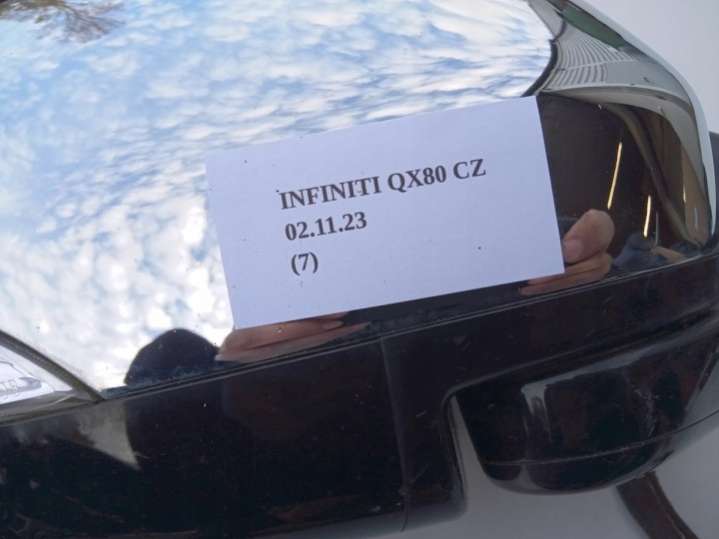 INFINITI QX80 CZ
02.11.23
(7)